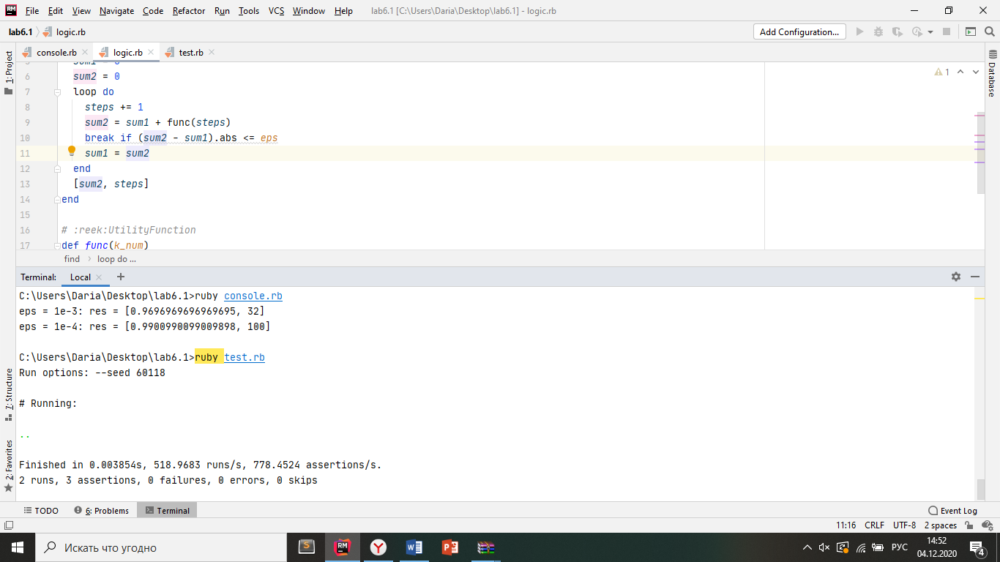 File Edit View Navigate Code Refactor Run Tools VCS Window Help lab6.1 [C:\Users\Daria\Desktop\lab6.1] - logic.rb
lab6.1 logic.rb Add Configuration...
console.rb logic.rb test.rb
1: Project
Database
7: Structure
2: Favorites
1
5 sum1 = 0
6 sum2 = 0
7 loop do
8 steps += 1
9 sum2 = sum1 + func(steps)
10 break if (sum2 - sum1).abs <= eps
11 sum1 = sum2
12 end
13 [sum2, steps]
14 end
15
16 # :reek:UtilityFunction
17 def func(k_num)
find loop do ...
Terminal: Local +
C:\Users\Daria\Desktop\lab6.1>ruby console.rb
eps = 1e-3: res = [0.9696969696969695, 32]
eps = 1e-4: res = [0.9900990099009898, 100]
C:\Users\Daria\Desktop\lab6.1>ruby test.rb
Run options: --seed 60118
# Running:
..
Finished in 0.003854s, 518.9683 runs/s, 778.4524 assertions/s.
2 runs, 3 assertions, 0 failures, 0 errors, 0 skips
TODO 6: Problems Terminal Event Log
11:16 CRLF UTF-8 2 spaces
Искать что угодно
РУС
14:52
04.12.2020
4